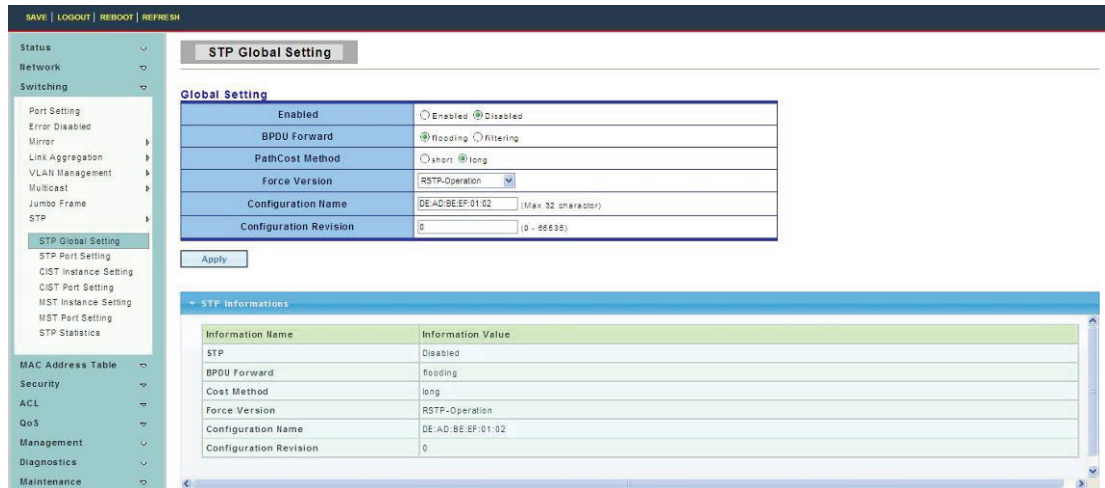 SAVE | LOGOUT | REBOOT | REFRESH
Status
Network
Switching
Port Setting
Error Disabled
Mirror
Link Aggregation
VLAN Management
Multicast
Jumbo Frame
STP
STP Global Setting
STP Port Setting
CIST Instance Setting
CIST Port Setting
MST Instance Setting
MST Port Setting
STP Statistics
MAC Address Table
Security
ACL
QoS
Management
Diagnostics
Maintenance
STP Global Setting
Global Setting
Enabled Enabled Disabled
BPDU Forward flooding filtering
PathCost Method short long
Force Version RSTP-Operation
Configuration Name DE:AD:BE:EF:01:02 (Max. 32 charactor)
Configuration Revision 0 (0 - 65535)
Apply
STP Informations
Information Name Information Value
STP Disabled
BPDU Forward flooding
Cost Method long
Force Version RSTP-Operation
Configuration Name DE:AD:BE:EF:01:02
Configuration Revision 0